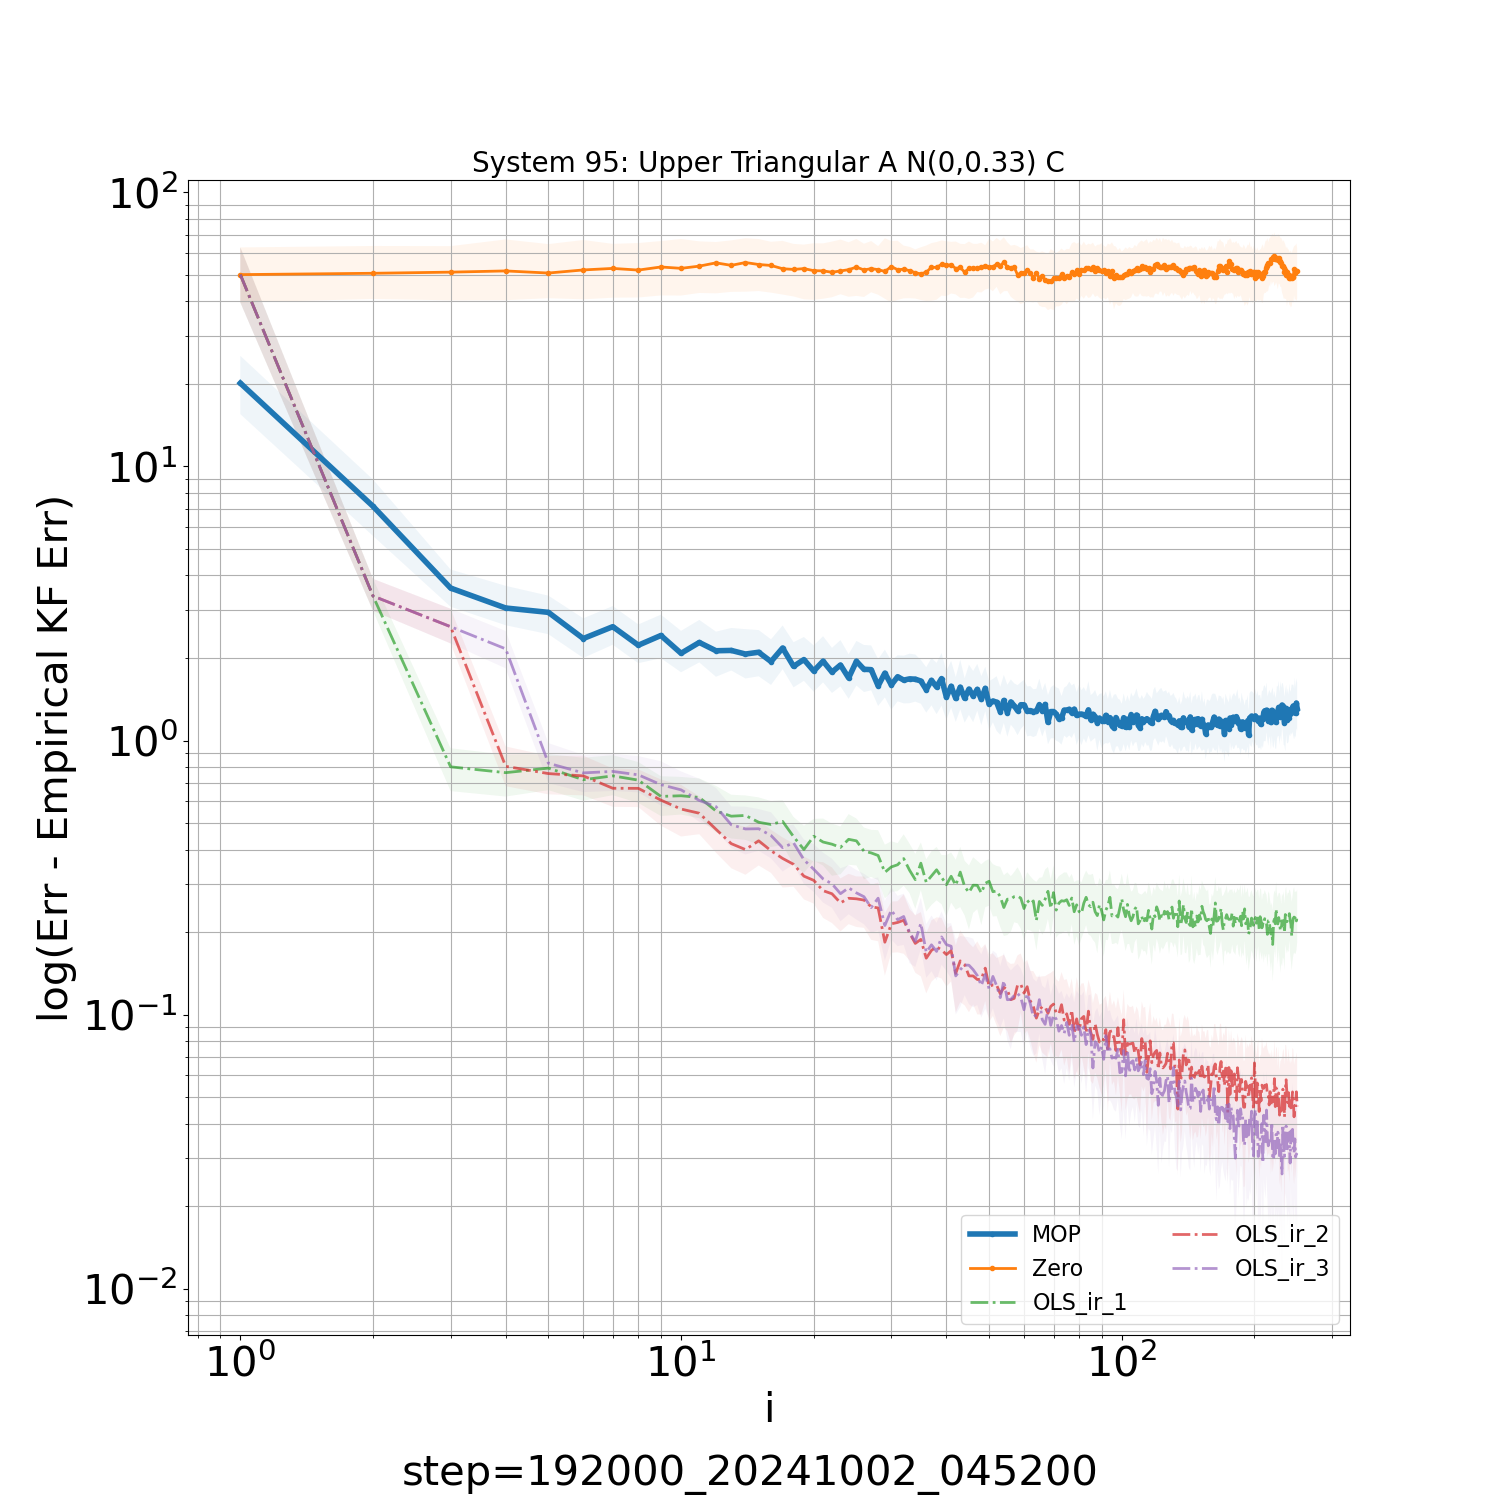 System 95: Upper Triangular A N(0,0.33) C
10²
10¹
10⁰
10⁻¹
10⁻²
log(Err - Empirical KF Err)
MOP
Zero
OLS_ir_1
OLS_ir_2
OLS_ir_3
10⁰
10¹
10²
i
step=192000_20241002_045200